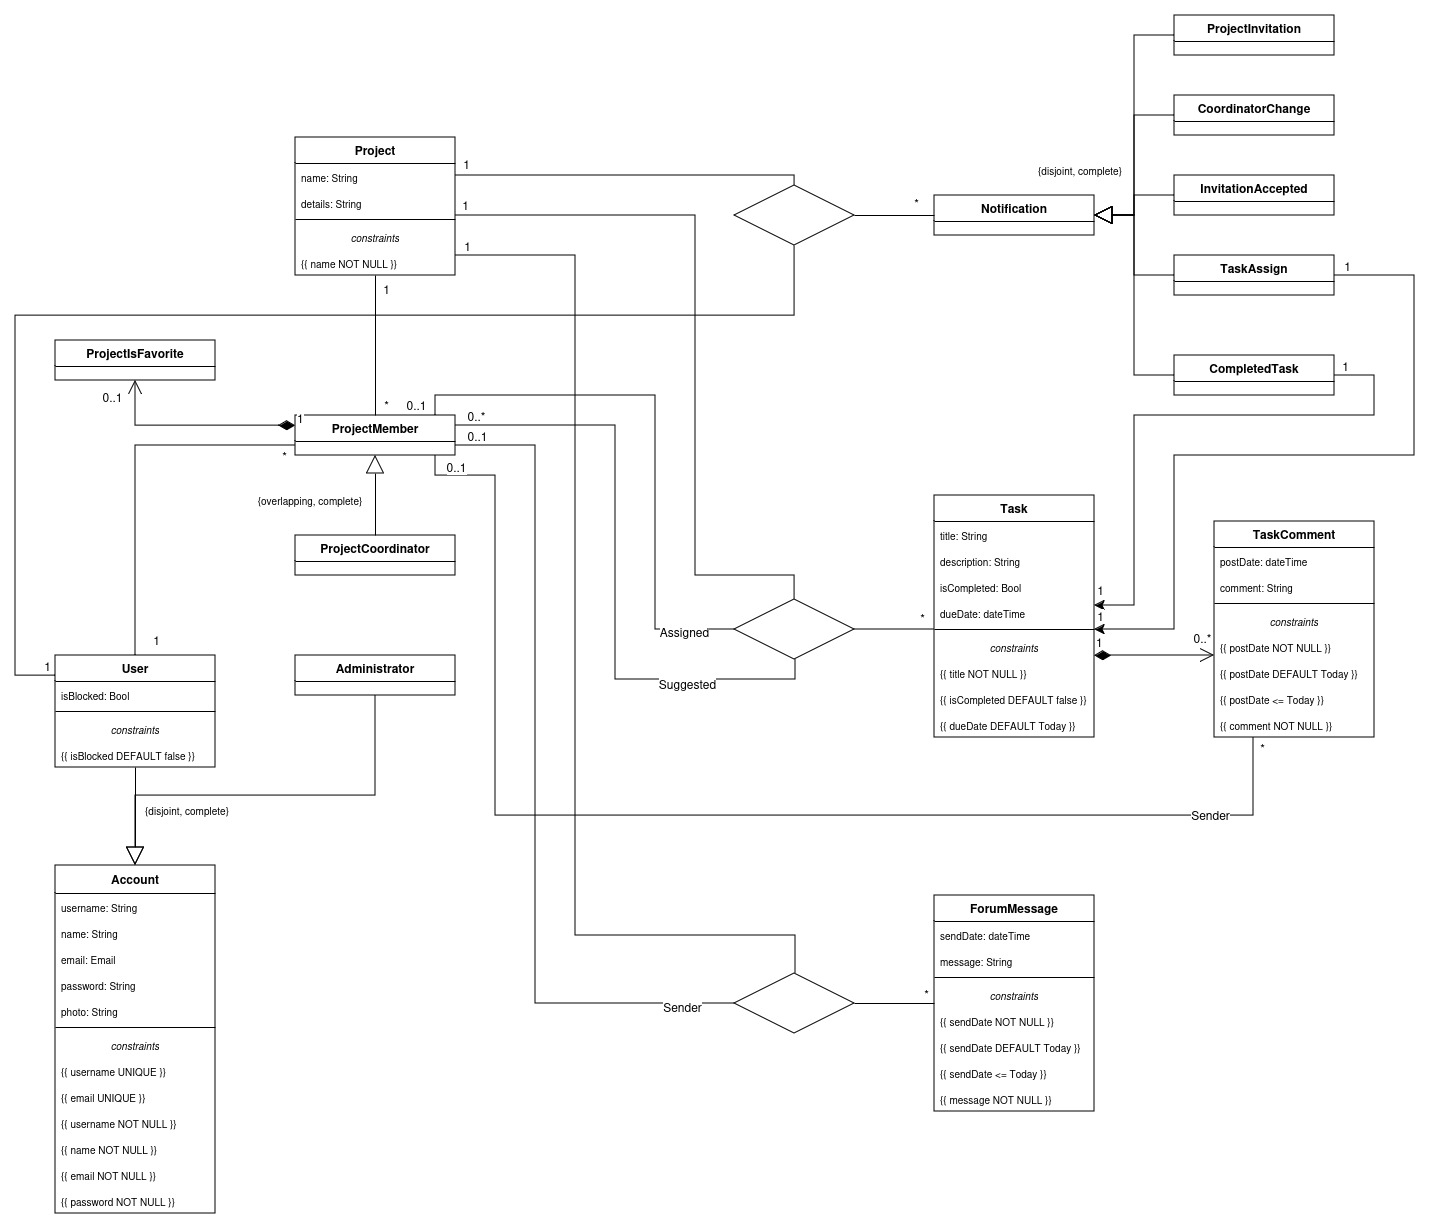 ProjectInvitation
CoordinatorChange
{disjoint, complete}
InvitationAccepted
Notification
*
TaskAssign
1
CompletedTask
1
Project
name: String
details: String
constraints
{{ name NOT NULL }}
1
1
1
1
*
ProjectIsFavorite
0..1
1
ProjectMember
*
0..1
0..*
0..1
0..1
{overlapping, complete}
ProjectCoordinator
Assigned
Suggested
*
Task
title: String
description: String
isCompleted: Bool
dueDate: dateTime
constraints
{{ title NOT NULL }}
{{ isCompleted DEFAULT false }}
{{ dueDate DEFAULT Today }}
1
1
1
0..*
TaskComment
postDate: dateTime
comment: String
constraints
{{ postDate NOT NULL }}
{{ postDate DEFAULT Today }}
{{ postDate <= Today }}
{{ comment NOT NULL }}
*
Sender
1
1
User
isBlocked: Bool
constraints
{{ isBlocked DEFAULT false }}
Administrator
{disjoint, complete}
Account
username: String
name: String
email: Email
password: String
photo: String
constraints
{{ username UNIQUE }}
{{ email UNIQUE }}
{{ username NOT NULL }}
{{ name NOT NULL }}
{{ email NOT NULL }}
{{ password NOT NULL }}
Sender
*
ForumMessage
sendDate: dateTime
message: String
constraints
{{ sendDate NOT NULL }}
{{ sendDate DEFAULT Today }}
{{ sendDate <= Today }}
{{ message NOT NULL }}